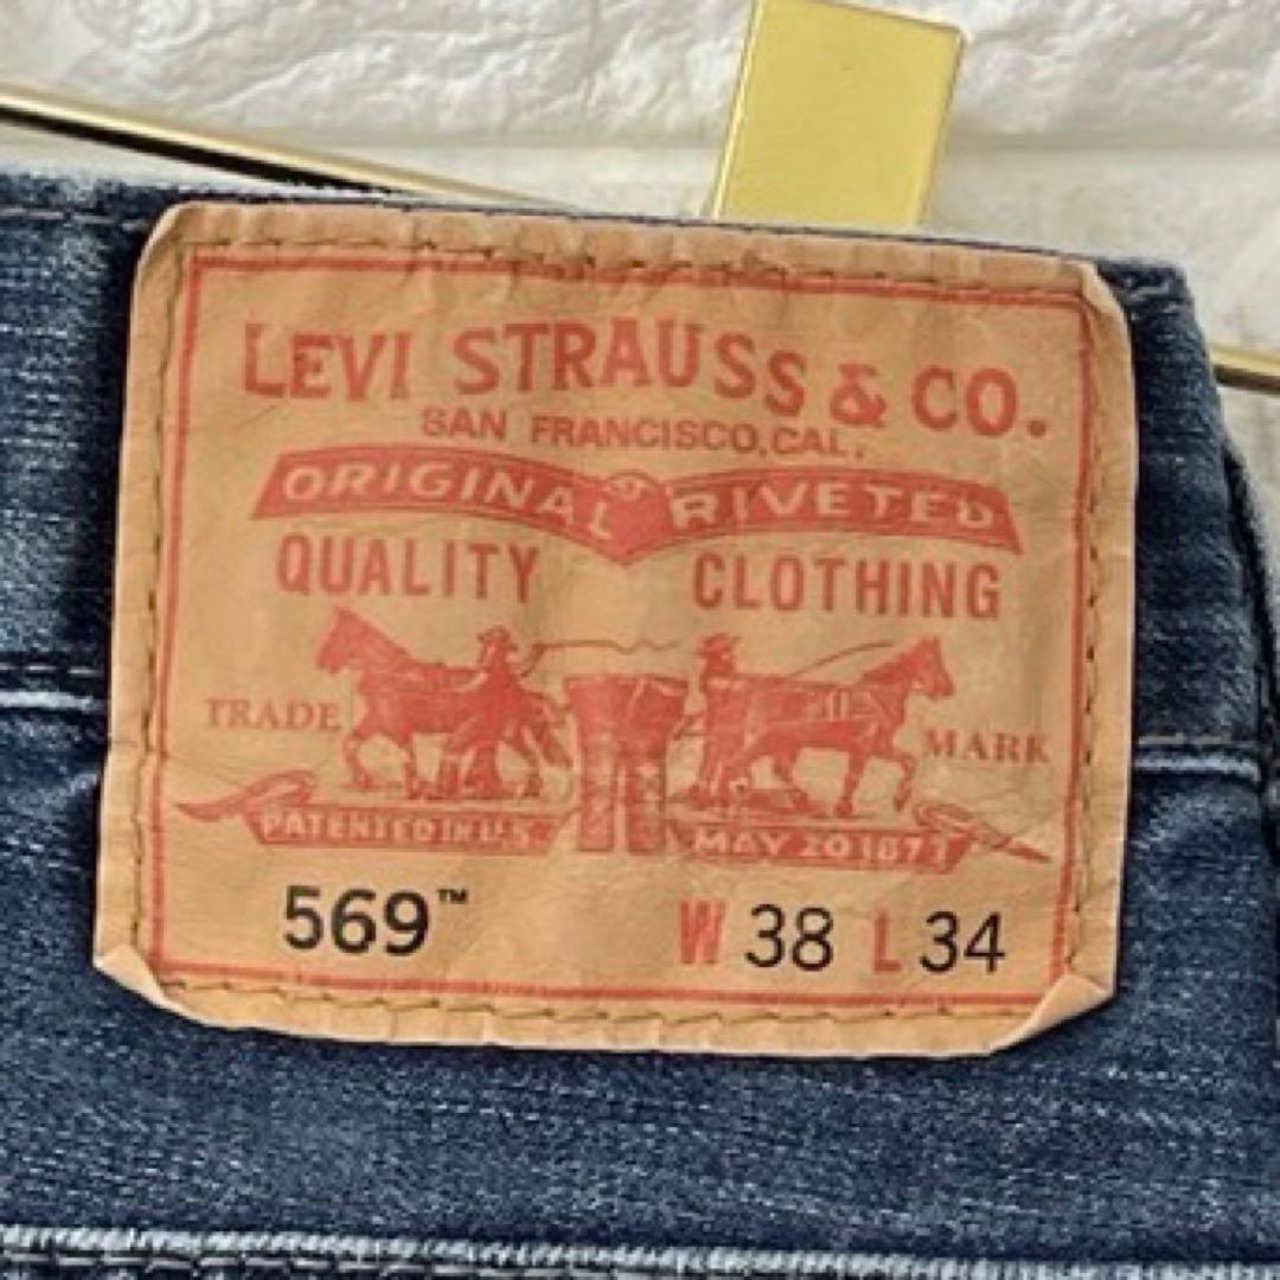 LEVI STRAUSS & CO.
SAN FRANCISCO, CAL.
ORIGINAL RIVETED
QUALITY CLOTHING
TRADE MARK
PATENTED IN U.S. MAY 20 1873
569™ W 38 L 34